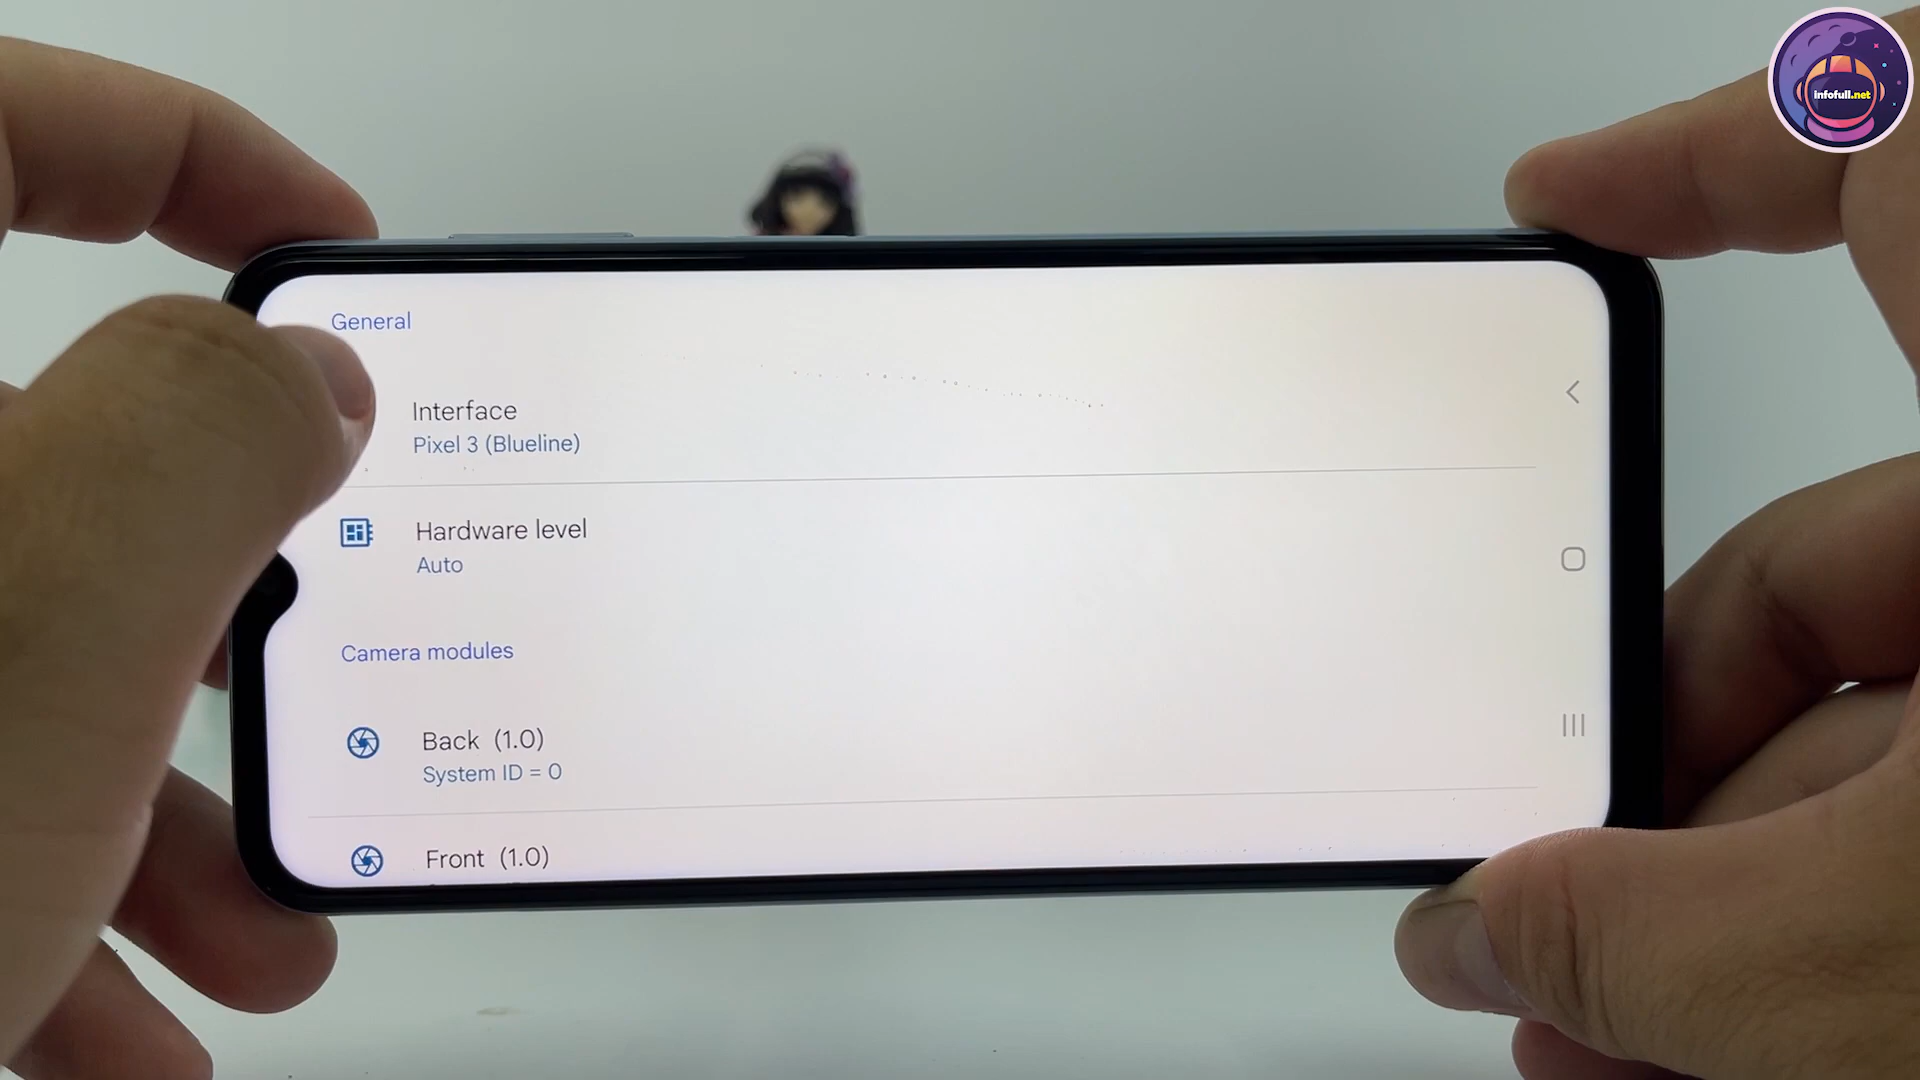 infofull.net
General
Interface
Pixel 3 (Blueline)
Hardware level
Auto
Camera modules
Back (1.0)
System ID = 0
Front (1.0)